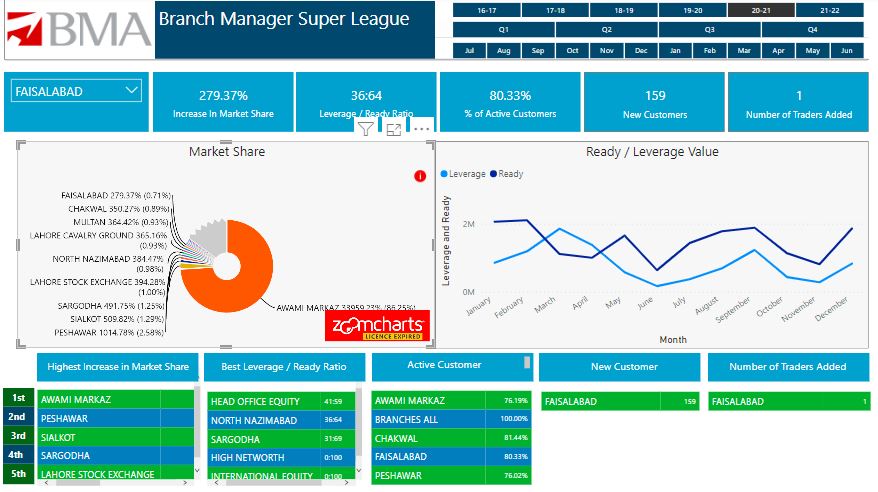 BMA
Branch Manager Super League
16-17 17-18 18-19 19-20 20-21 21-22
Q1 Q2 Q3 Q4
Jul Aug Sep Oct Nov Dec Jan Feb Mar Apr May Jun
FAISALABAD
279.37%
Increase In Market Share
36:64
Leverage / Ready Ratio
80.33%
% of Active Customers
159
New Customers
1
Number of Traders Added
Market Share
FAISALABAD 279.37% (0.71%)
CHAKWAL 350.27% (0.89%)
MULTAN 364.42% (0.93%)
LAHORE CAVALRY GROUND 365.16%
(0.93%)
NORTH NAZIMABAD 384.47%
(0.98%)
LAHORE STOCK EXCHANGE 394.28%
(1.00%)
SARGODHA 491.75% (1.25%)
SIALKOT 509.82% (1.29%)
PESHAWAR 1014.78% (2.58%)
AWAMI MARKAZ 33959.23% (86.25%)
zoomcharts
LICENCE EXPIRED
Ready / Leverage Value
Leverage Ready
Leverage and Ready
2M
0M
January February March April May June July August September October November December
Month
Highest Increase in Market Share
1st AWAMI MARKAZ
2nd PESHAWAR
3rd SIALKOT
4th SARGODHA
5th LAHORE STOCK EXCHANGE
Best Leverage / Ready Ratio
HEAD OFFICE EQUITY 41:59
NORTH NAZIMABAD 36:64
SARGODHA 31:69
HIGH NETWORTH 0:100
INTERNATIONAL EQUITY 0:100
Active Customer
AWAMI MARKAZ 76.19%
BRANCHES ALL 100.00%
CHAKWAL 81.44%
FAISALABAD 80.33%
PESHAWAR 76.02%
New Customer
FAISALABAD 159
Number of Traders Added
FAISALABAD 1